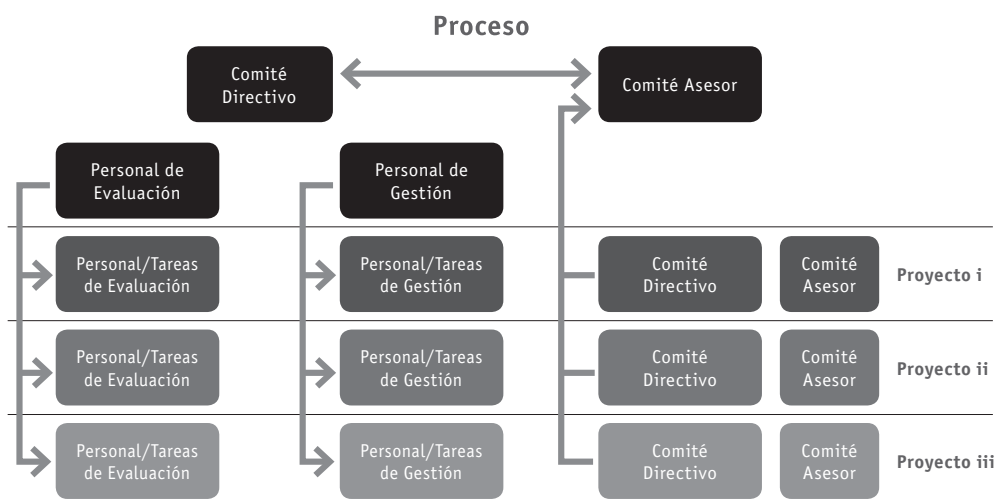 Proceso
Comité
Directivo
Comité Asesor
Personal de
Evaluación
Personal de
Gestión
Personal/Tareas
de Evaluación
Personal/Tareas
de Gestión
Comité
Directivo
Comité
Asesor
Proyecto i
Personal/Tareas
de Evaluación
Personal/Tareas
de Gestión
Comité
Directivo
Comité
Asesor
Proyecto ii
Personal/Tareas
de Evaluación
Personal/Tareas
de Gestión
Comité
Directivo
Comité
Asesor
Proyecto iii